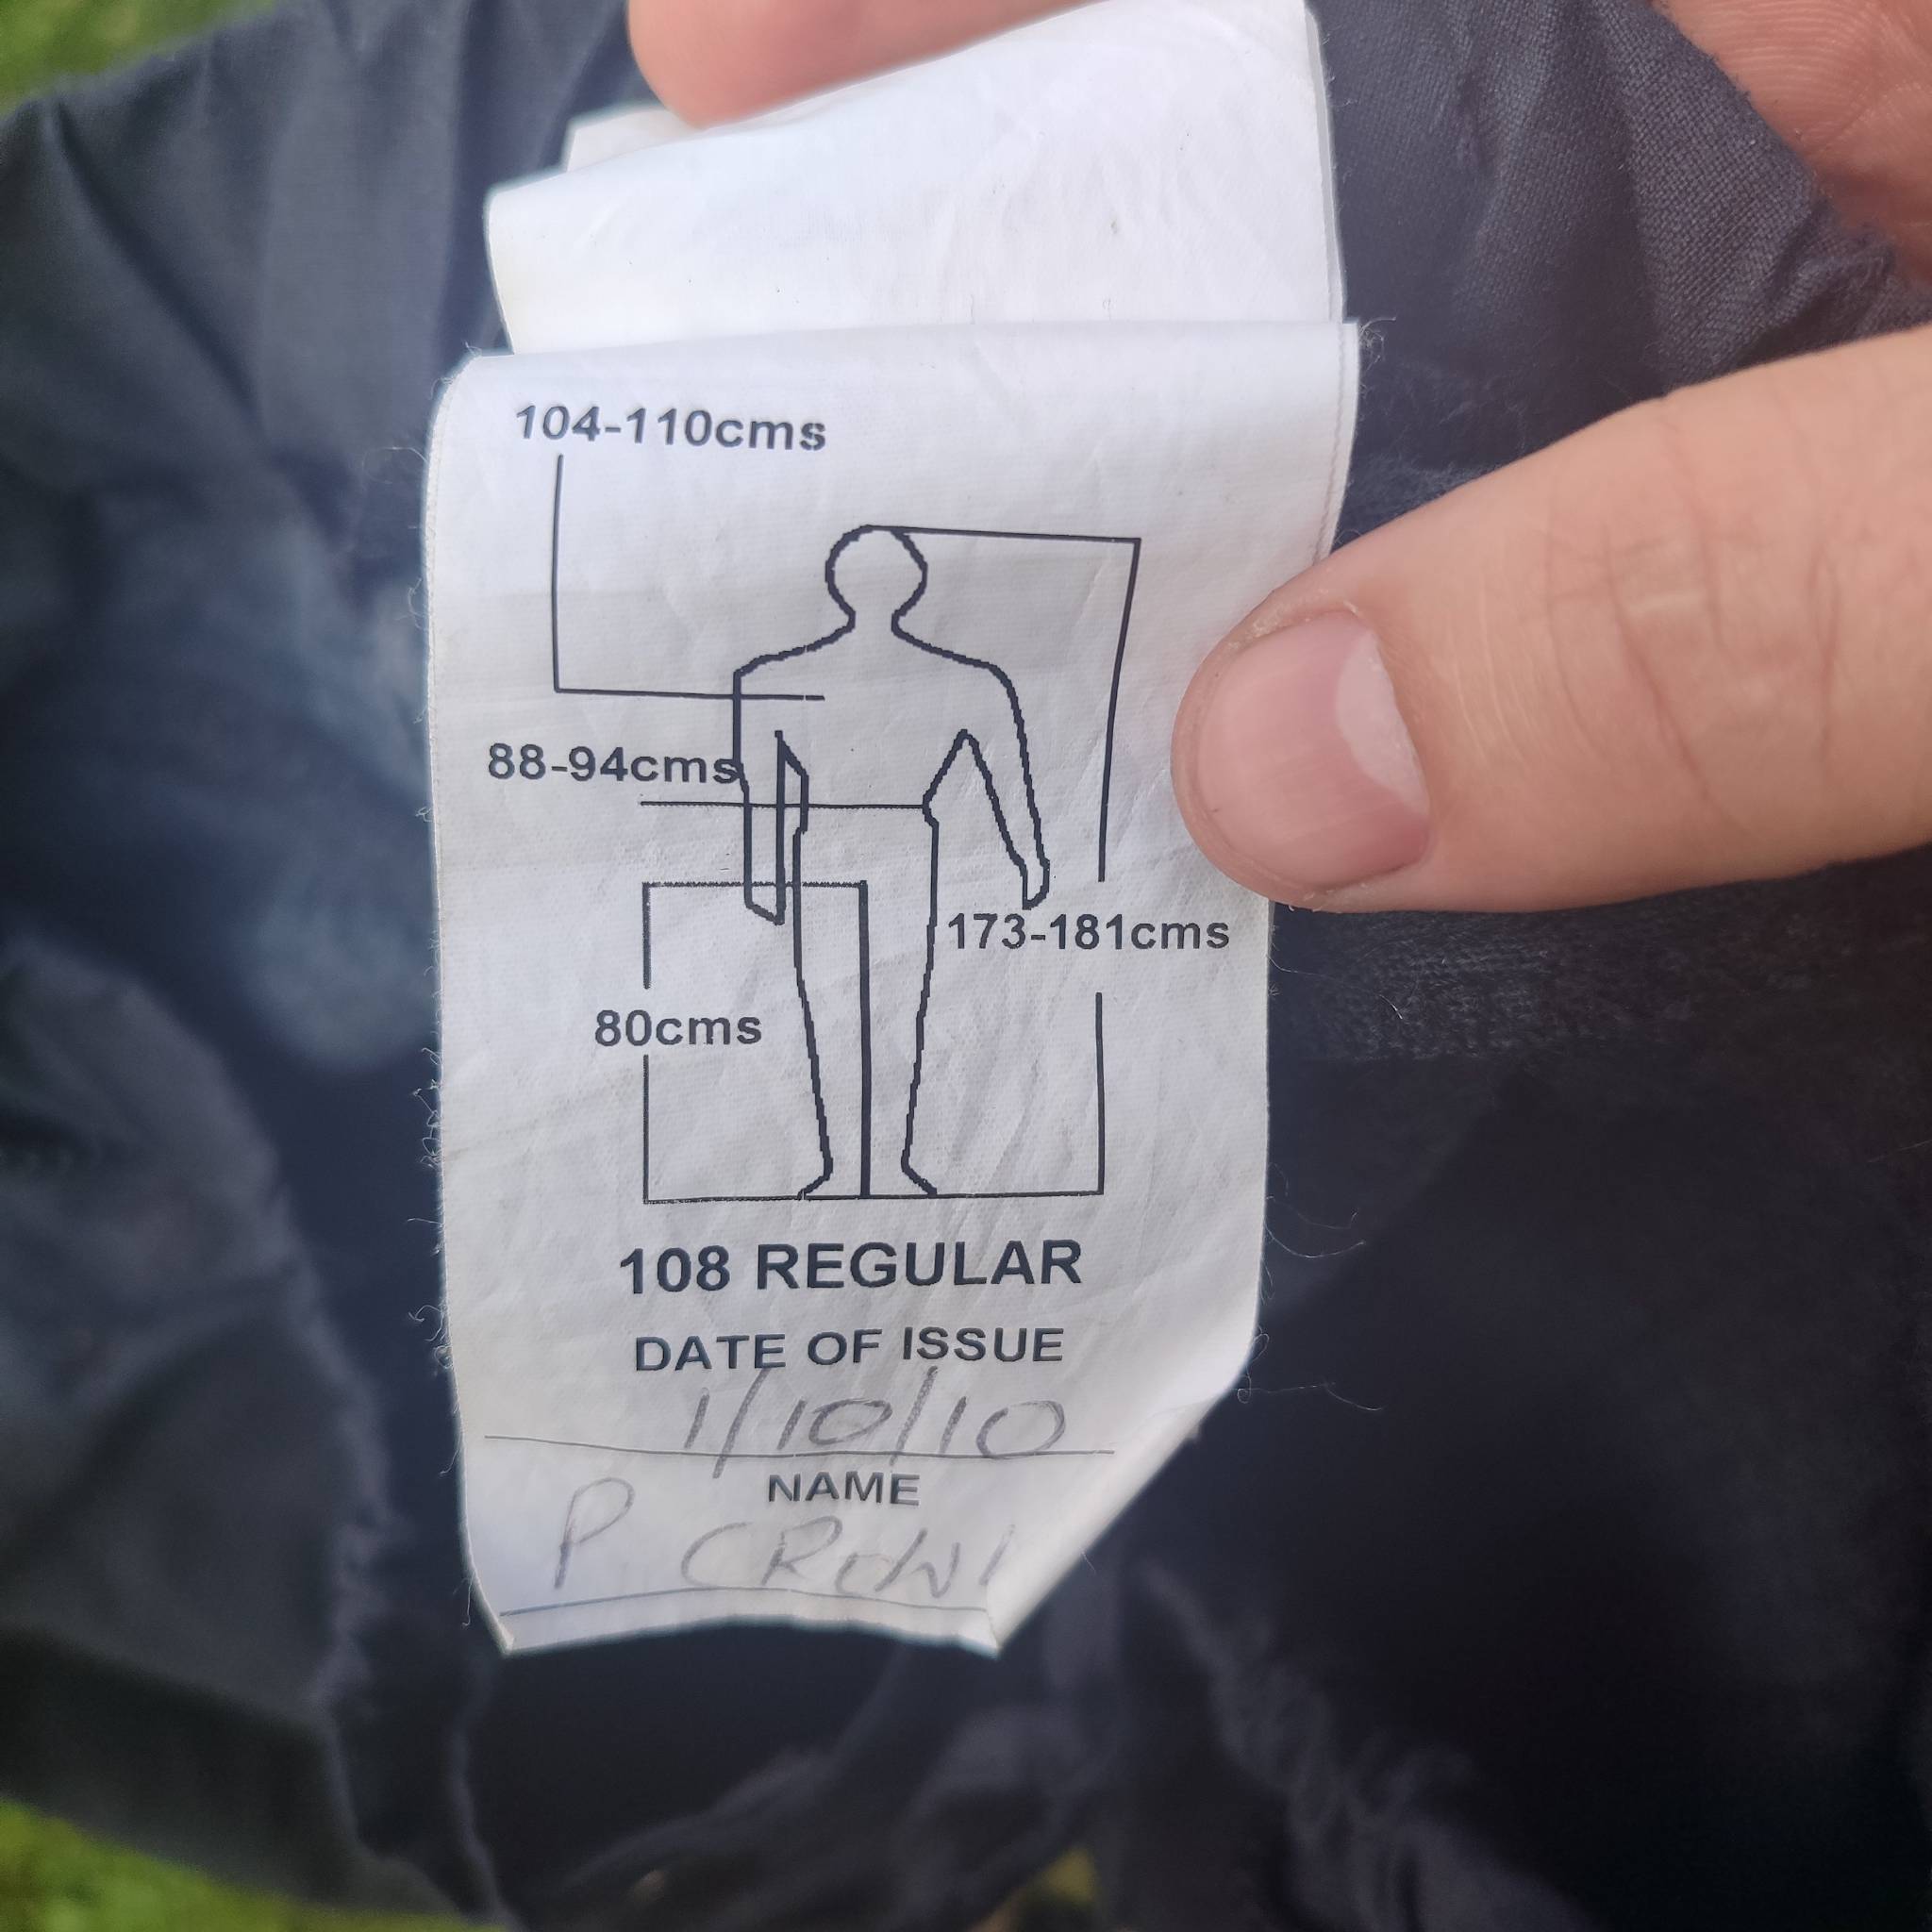 104-110cms
88-94cms
173-181cms
80cms
108 REGULAR
DATE OF ISSUE
1/10/10
NAME
P